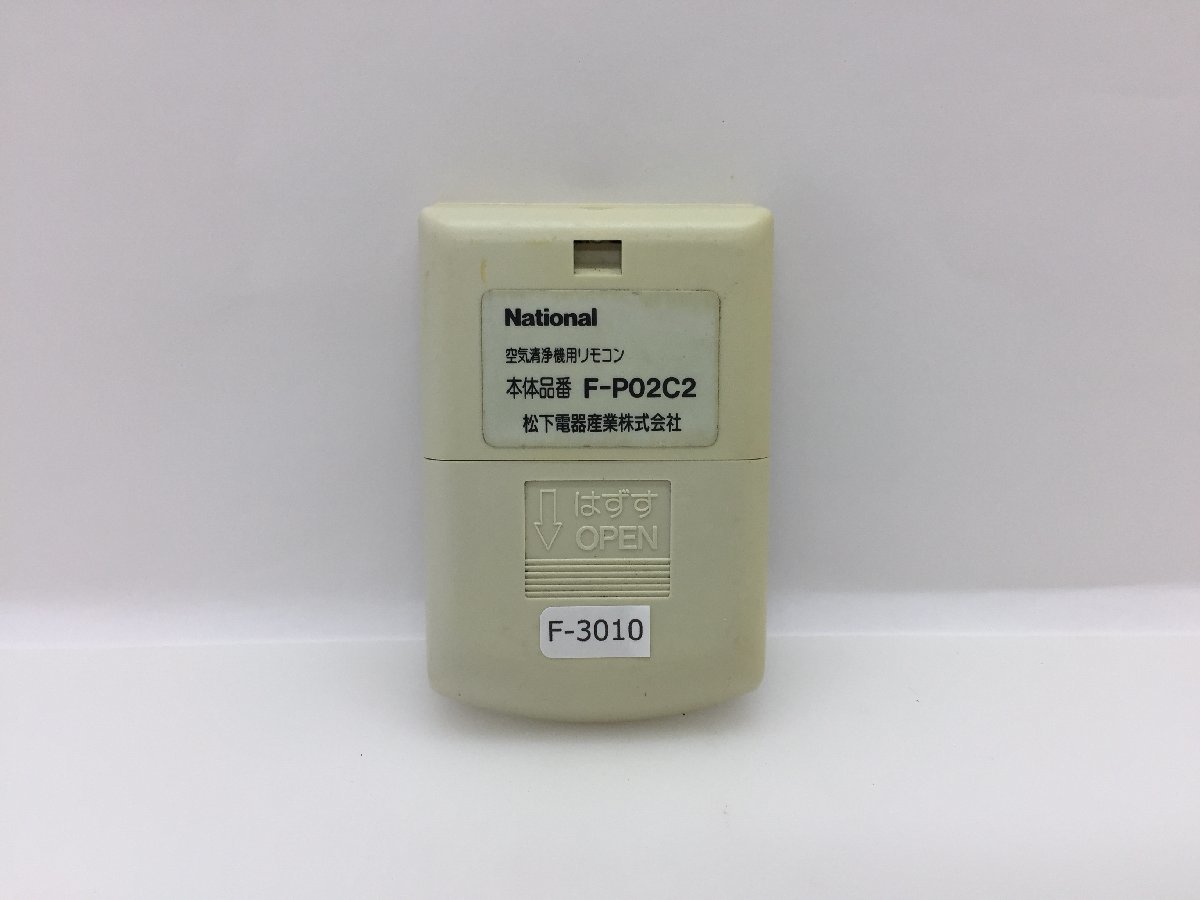 National
空気清浄機用リモコン
本体品番 F-P02C2
松下電器産業株式会社
はずす
OPEN
F-3010